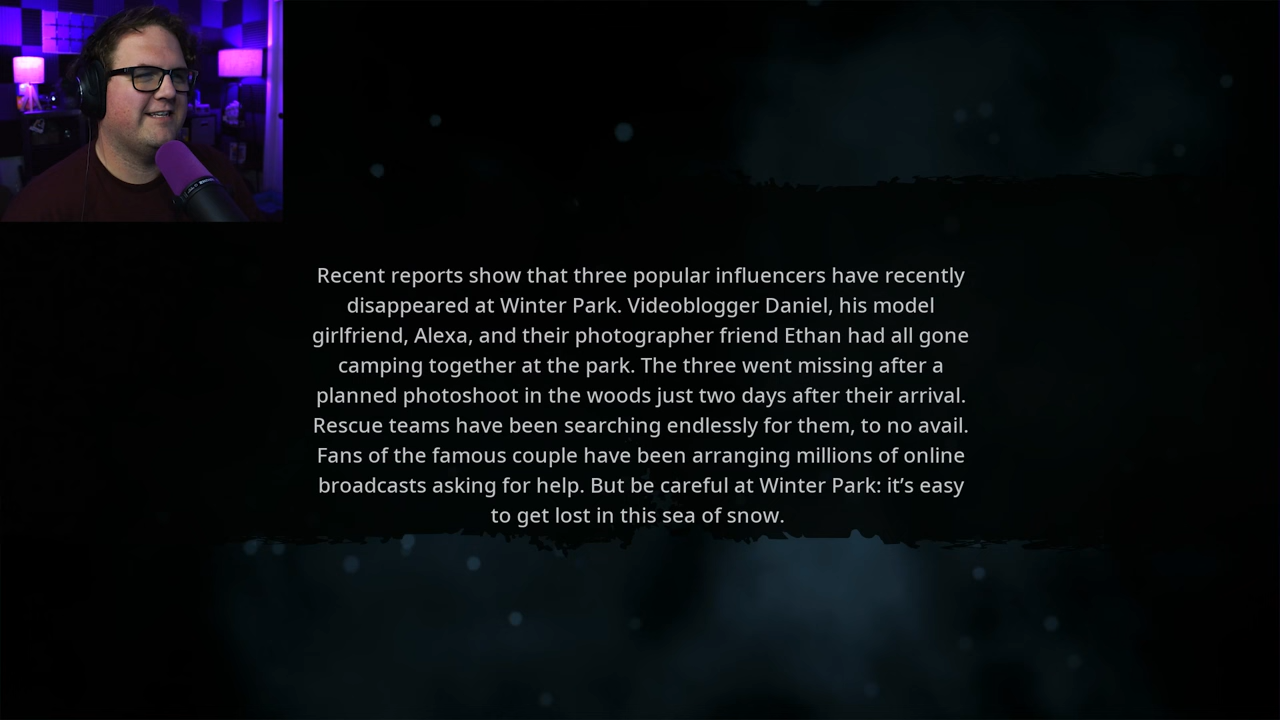 Recent reports show that three popular influencers have recently
disappeared at Winter Park. Videoblogger Daniel, his model
girlfriend, Alexa, and their photographer friend Ethan had all gone
camping together at the park. The three went missing after a
planned photoshoot in the woods just two days after their arrival.
Rescue teams have been searching endlessly for them, to no avail.
Fans of the famous couple have been arranging millions of online
broadcasts asking for help. But be careful at Winter Park: it’s easy
to get lost in this sea of snow.